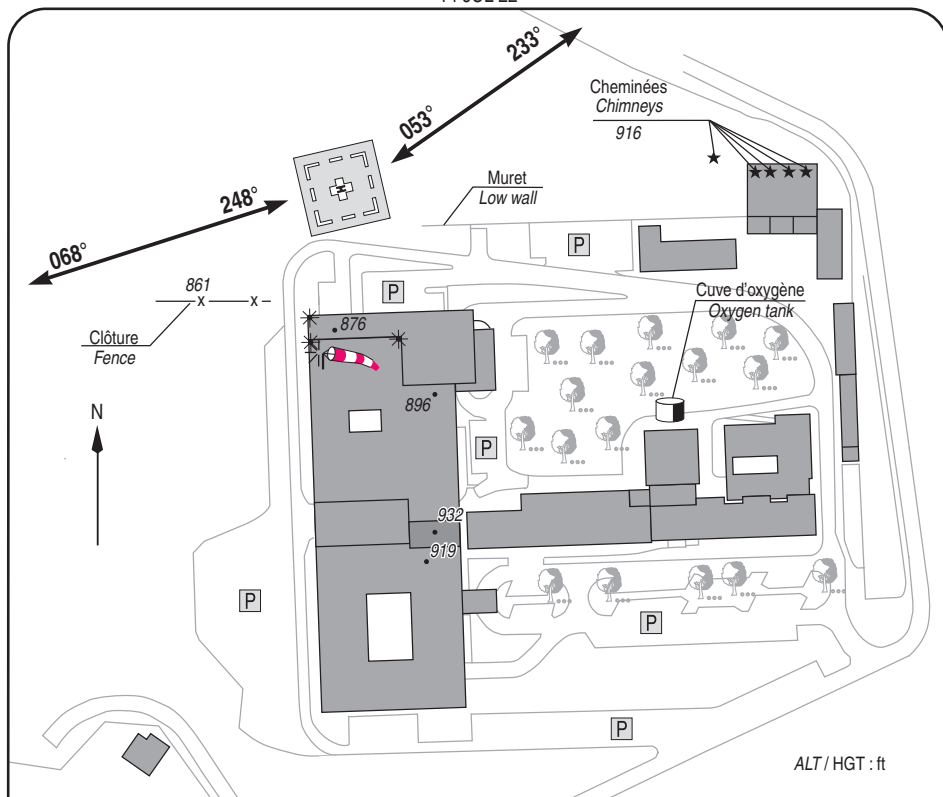 233°
053°
248°
068°
H
Cheminées
Chimneys
916
Muret
Low wall
P
861
x x
Clôture
Fence
P
876
Cuve d'oxygène
Oxygen tank
896
N
P
932
919
P
P
P
ALT / HGT : ft